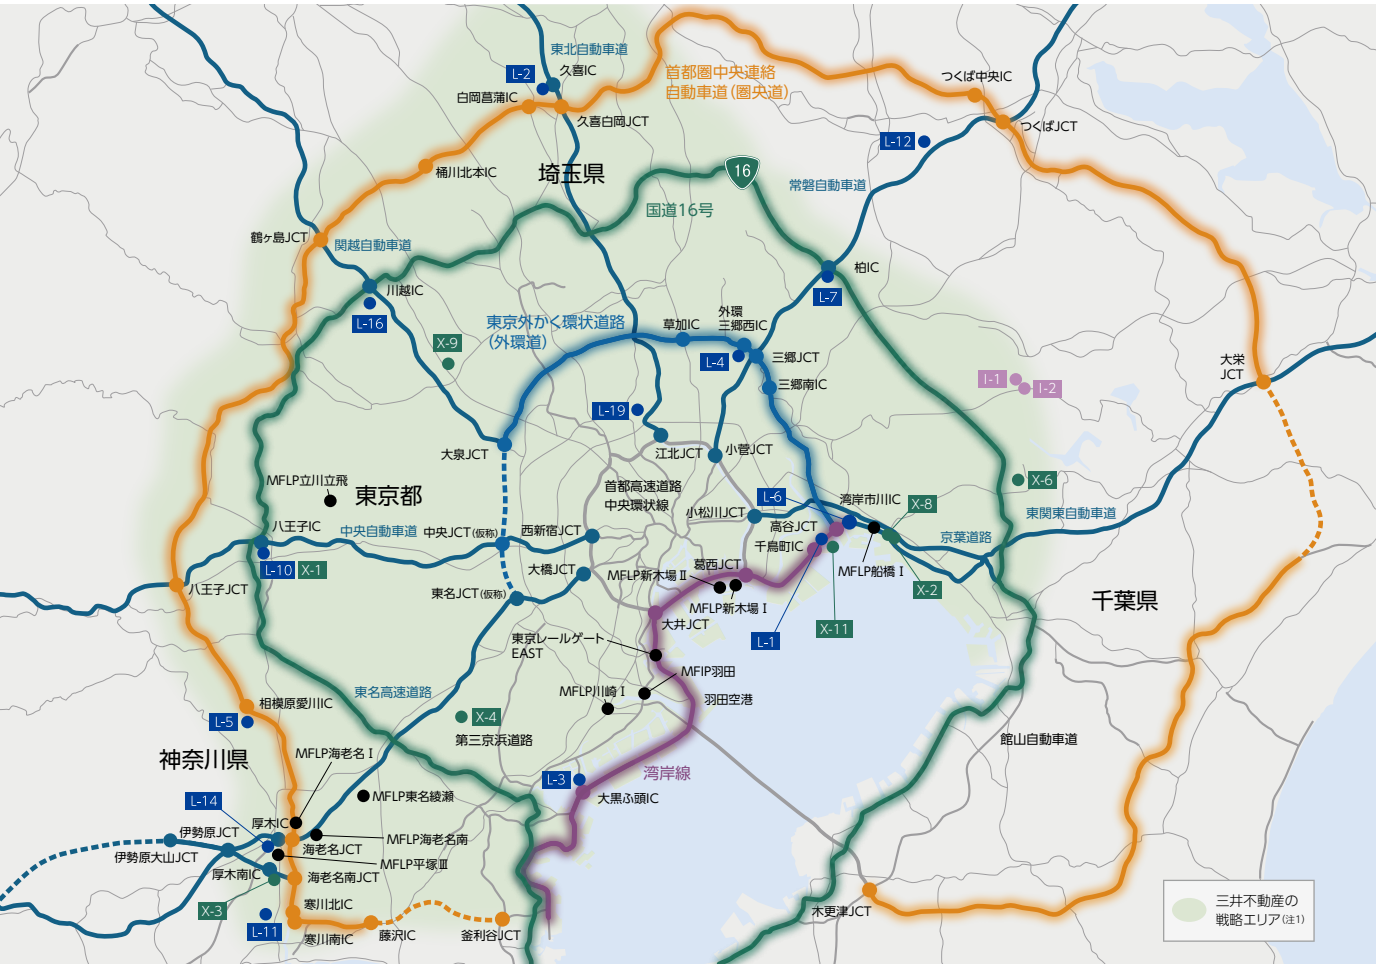 東北自動車道
久喜IC
L-2
首都圏中央連絡
自動車道(圏央道)
つくば中央IC
白岡菖蒲IC
久喜白岡JCT
つくばJCT
L-12
桶川北本IC
埼玉県
16
常磐自動車道
国道16号
鶴ヶ島JCT
関越自動車道
柏IC
川越IC
L-7
L-16
東京外かく環状道路
(外環道)
草加IC
外環
三郷西IC
X-9
L-4
三郷JCT
大栄
JCT
三郷南IC
I-1
I-2
L-19
大泉JCT
江北JCT
小菅JCT
MFLP立川立飛
東京都
首都高速道路
中央環状線
X-6
L-6
湾岸市川IC
X-8
小松川JCT
東関東自動車道
八王子IC
中央自動車道
中央JCT(仮称)
西新宿JCT
高谷JCT
京葉道路
千鳥町IC
L-10
X-1
大橋JCT
葛西JCT
MFLP新木場Ⅱ
MFLP船橋Ⅰ
八王子JCT
東名JCT(仮称)
X-2
MFLP新木場Ⅰ
千葉県
大井JCT
X-11
L-1
東京レールゲート
EAST
MFIP羽田
東名高速道路
MFLP川崎Ⅰ
羽田空港
相模原愛川IC
L-5
X-4
第三京浜道路
館山自動車道
神奈川県
MFLP海老名Ⅰ
湾岸線
L-3
MFLP東名綾瀬
大黒ふ頭IC
L-14
厚木IC
伊勢原JCT
MFLP海老名南
海老名JCT
伊勢原大山JCT
MFLP平塚Ⅲ
厚木南IC
海老名南JCT
X-3
寒川北IC
L-11
寒川南IC
藤沢IC
釜利谷JCT
木更津JCT
三井不動産の
戦略エリア(注1)